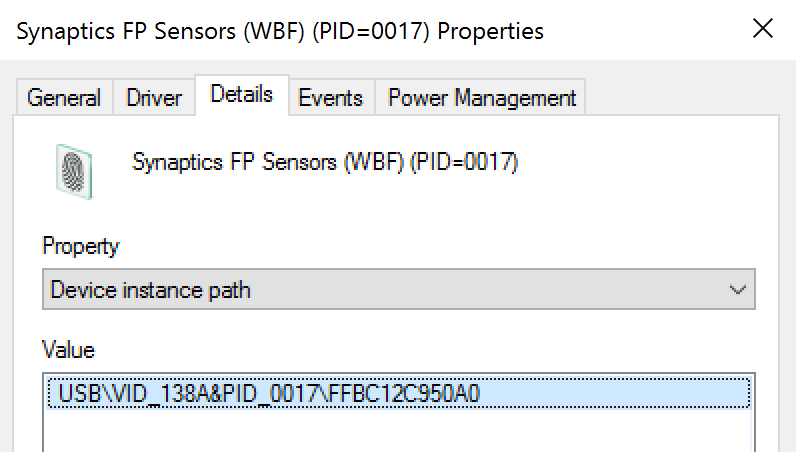 Synaptics FP Sensors (WBF) (PID=0017) Properties
General Driver Details Events Power Management
Synaptics FP Sensors (WBF) (PID=0017)
Property
Device instance path
Value
USB\VID_138A&PID_0017\FFBC12C950A0